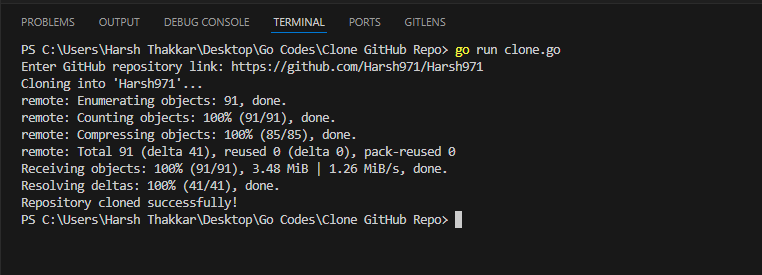 PROBLEMS OUTPUT DEBUG CONSOLE TERMINAL PORTS GITLENS
PS C:\Users\Harsh Thakkar\Desktop\Go Codes\Clone GitHub Repo> go run clone.go
Enter GitHub repository link: https://github.com/Harsh971/Harsh971
Cloning into 'Harsh971'...
remote: Enumerating objects: 91, done.
remote: Counting objects: 100% (91/91), done.
remote: Compressing objects: 100% (85/85), done.
remote: Total 91 (delta 41), reused 0 (delta 0), pack-reused 0
Receiving objects: 100% (91/91), 3.48 MiB | 1.26 MiB/s, done.
Resolving deltas: 100% (41/41), done.
Repository cloned successfully!
PS C:\Users\Harsh Thakkar\Desktop\Go Codes\Clone GitHub Repo>